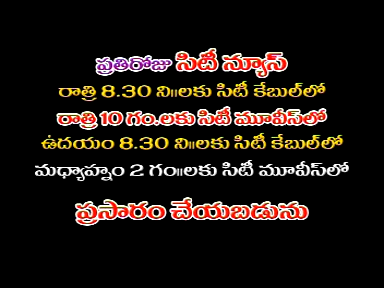 ప్రతిరోజు సిటీ న్యూస్
రాత్రి 8.30 ని॥లకు సిటీ కేబుల్‌లో
రాత్రి 10 గం.లకు సిటీ మూవీస్‌లో
ఉదయం 8.30 ని॥లకు సిటీ కేబుల్‌లో
మధ్యాహ్నం 2 గం॥లకు సిటీ మూవీస్‌లో
ప్రసారం చేయబడును